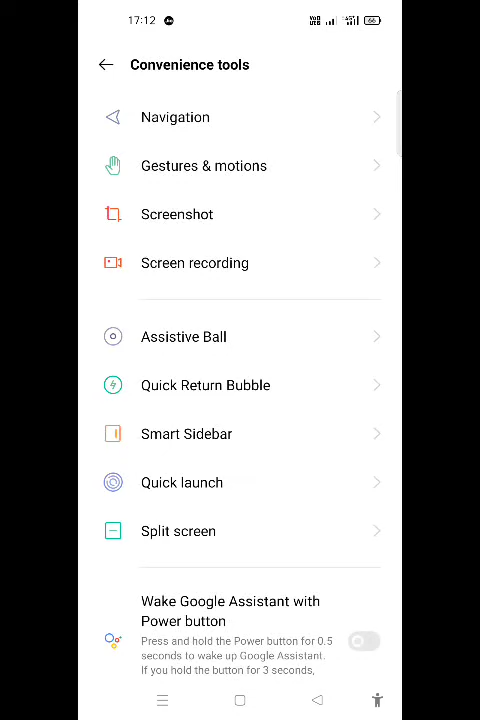 17:12
66
Convenience tools
Navigation
Gestures & motions
Screenshot
Screen recording
Assistive Ball
Quick Return Bubble
Smart Sidebar
Quick launch
Split screen
Wake Google Assistant with
Power button
Press and hold the Power button for 0.5
seconds to wake up Google Assistant.
If you hold the button for 3 seconds,